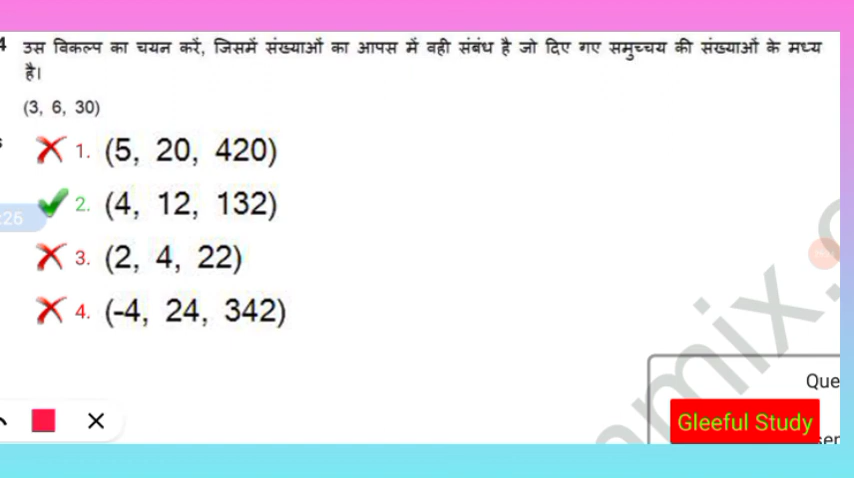 4 उस विकल्प का चयन करें, जिसमें संख्याओं का आपस में वही संबंध है जो दिए गए समुच्चय की संख्याओं के मध्य
है।
(3, 6, 30)
1. (5, 20, 420)
2. (4, 12, 132)
:26
3. (2, 4, 22)
4. (-4, 24, 342)
Que
Gleeful Study